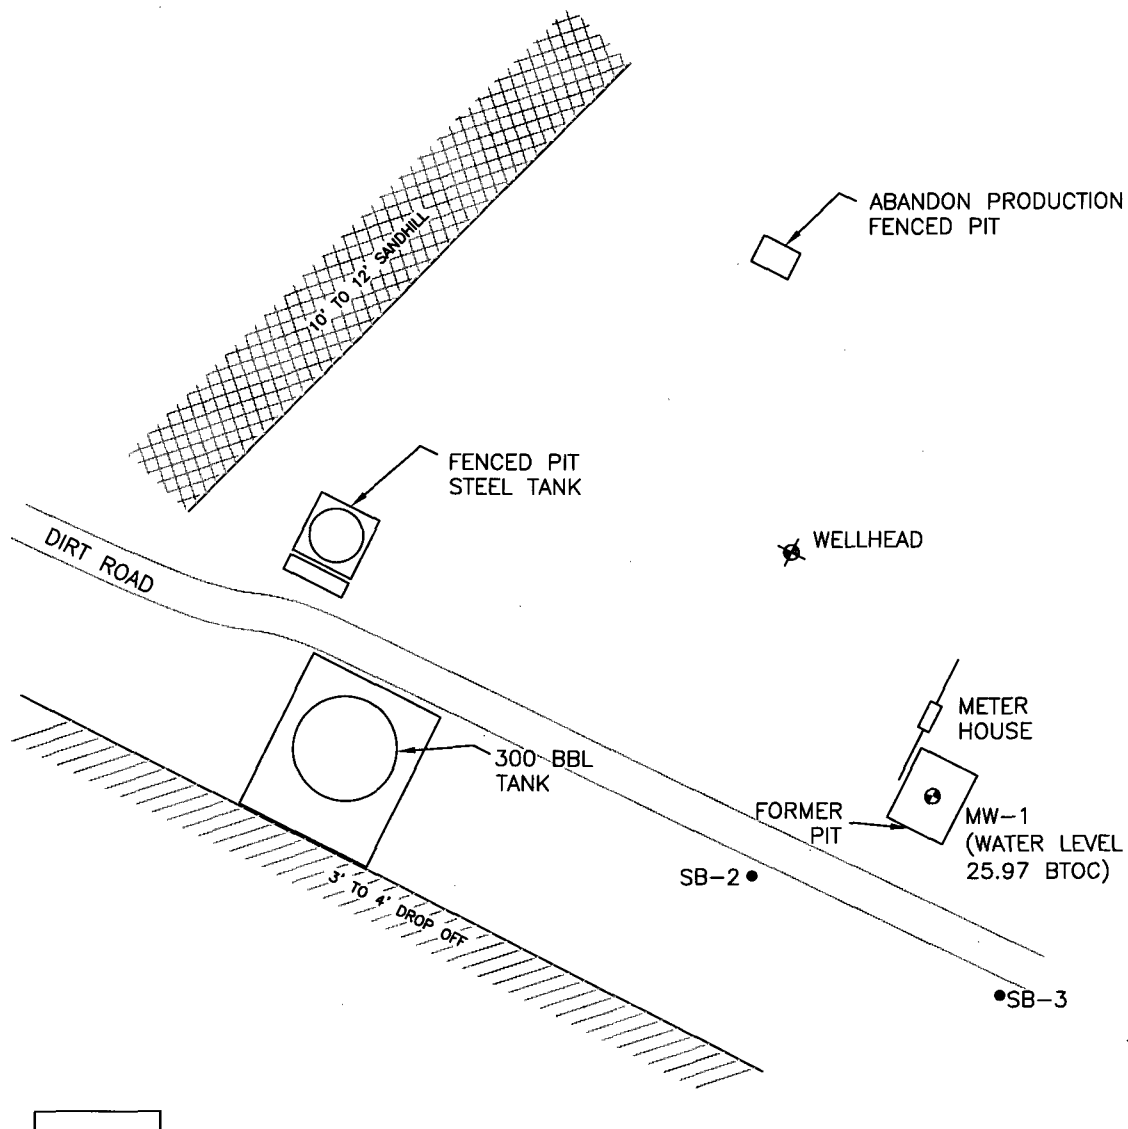 ABANDON PRODUCTION
FENCED PIT
10' TO 12' SANDHILL
FENCED PIT
STEEL TANK
WELLHEAD
DIRT ROAD
METER
HOUSE
300 BBL
TANK
FORMER
PIT
MW-1
(WATER LEVEL
25.97 BTOC)
SB-2
3' TO 4' DROP OFF
SB-3